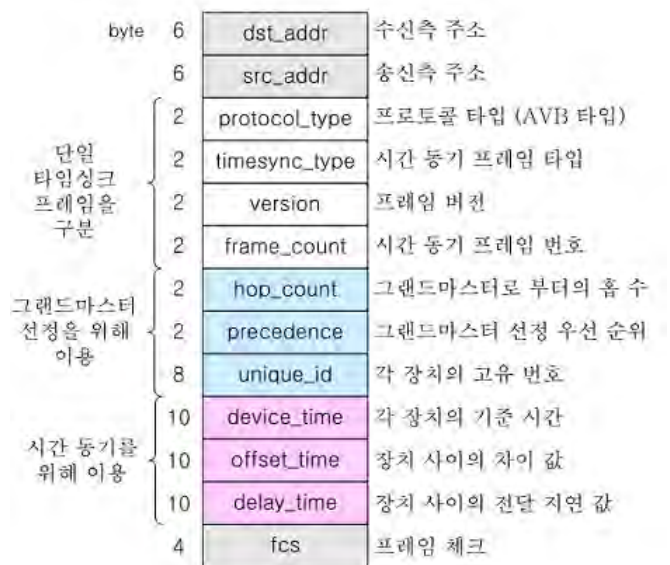 byte 6 dst_addr 수신측 주소
6 src_addr 송신측 주소
단일
타임싱크
프레임을
구분
2 protocol_type 프로토콜 타입 (AVB 타입)
2 timesync_type 시간 동기 프레임 타입
2 version 프레임 버전
2 frame_count 시간 동기 프레임 번호
그랜드마스터
선정을 위해
이용
2 hop_count 그랜드마스터로 부터의 홉 수
2 precedence 그랜드마스터 선정 우선 순위
8 unique_id 각 장치의 고유 번호
시간 동기를
위해 이용
10 device_time 각 장치의 기준 시간
10 offset_time 장치 사이의 차이 값
10 delay_time 장치 사이의 전달 지연 값
4 fcs 프레임 체크